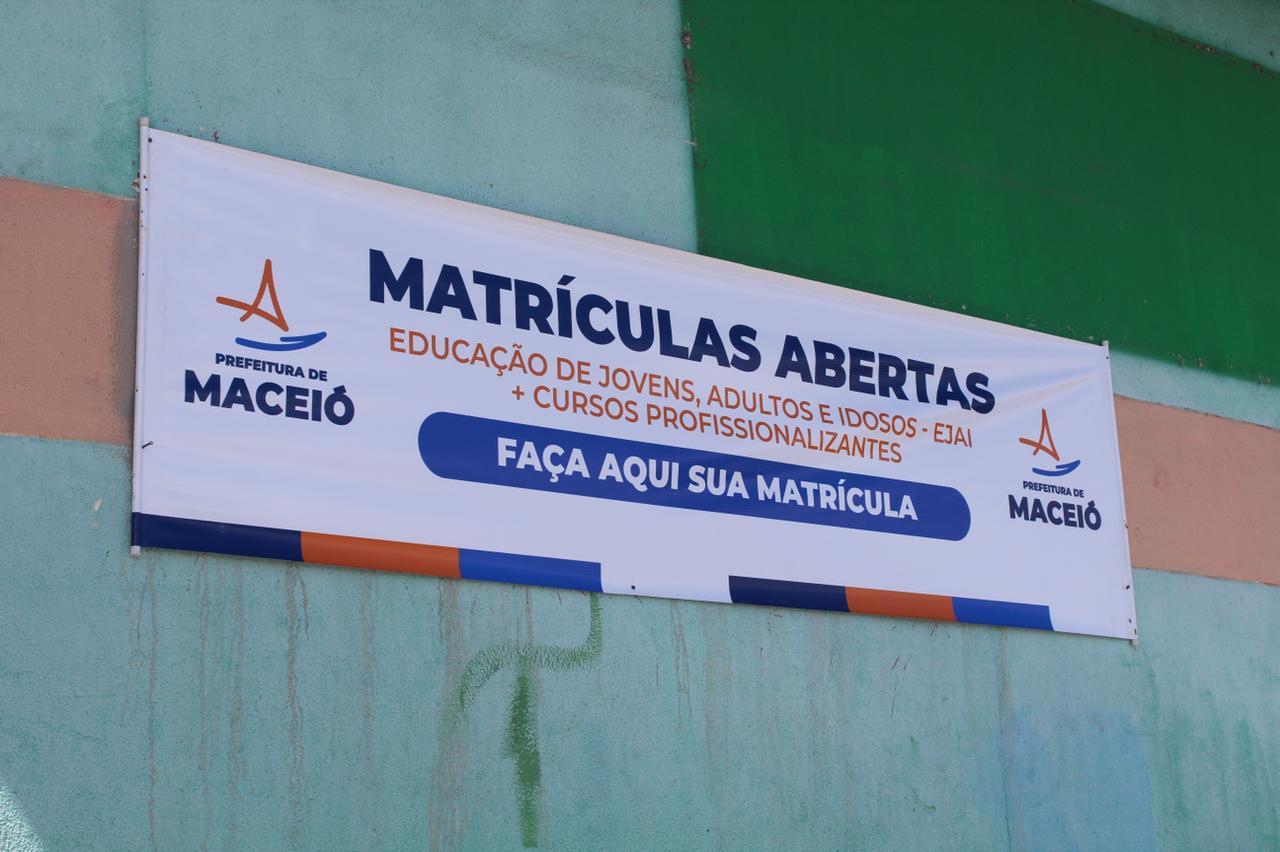 MATRÍCULAS ABERTAS
EDUCAÇÃO DE JOVENS, ADULTOS E IDOSOS - EJAI
+ CURSOS PROFISSIONALIZANTES
FAÇA AQUI SUA MATRÍCULA
PREFEITURA DE
MACEIÓ
PREFEITURA DE
MACEIÓ